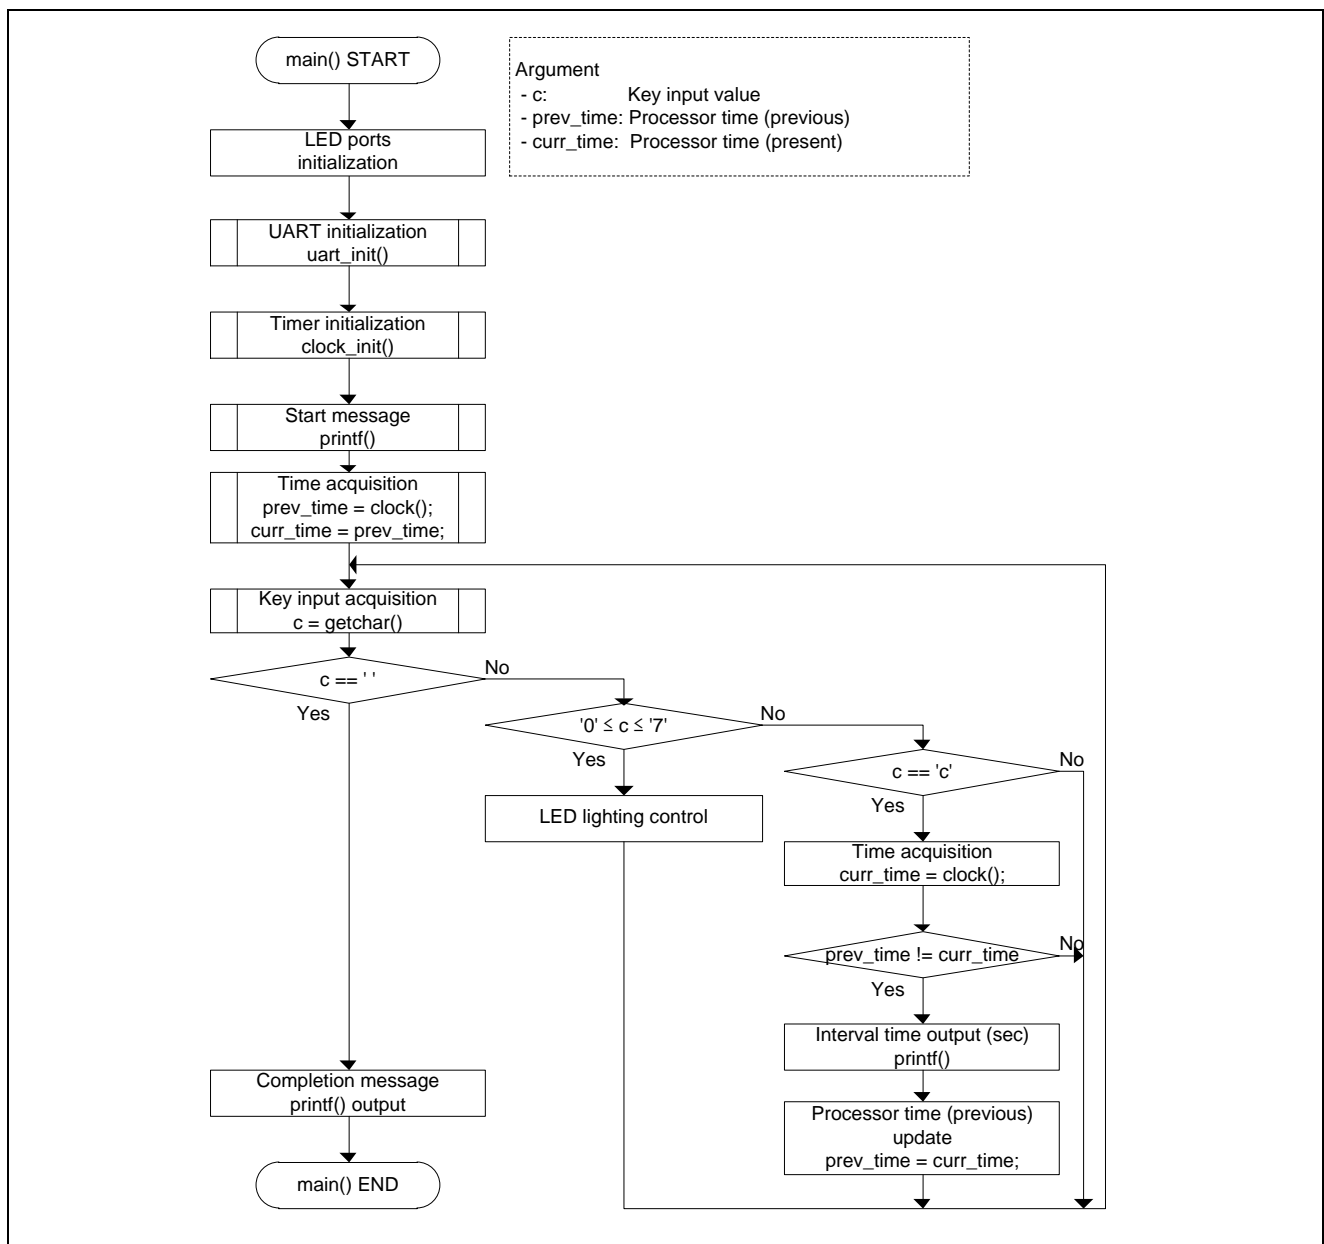 main() START
Argument
- c: Key input value
- prev_time: Processor time (previous)
- curr_time: Processor time (present)
LED ports
initialization
UART initialization
uart_init()
Timer initialization
clock_init()
Start message
printf()
Time acquisition
prev_time = clock();
curr_time = prev_time;
Key input acquisition
c = getchar()
c == ' '
No
Yes
'0' ≤ c ≤ '7'
No
Yes
LED lighting control
c == 'c'
No
Yes
Time acquisition
curr_time = clock();
prev_time != curr_time
No
Yes
Interval time output (sec)
printf()
Processor time (previous)
update
prev_time = curr_time;
Completion message
printf() output
main() END